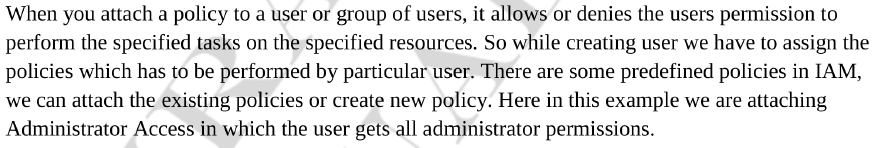 When you attach a policy to a user or group of users, it allows or denies the users permission to
perform the specified tasks on the specified resources. So while creating user we have to assign the
policies which has to be performed by particular user. There are some predefined policies in IAM,
we can attach the existing policies or create new policy. Here in this example we are attaching
Administrator Access in which the user gets all administrator permissions.